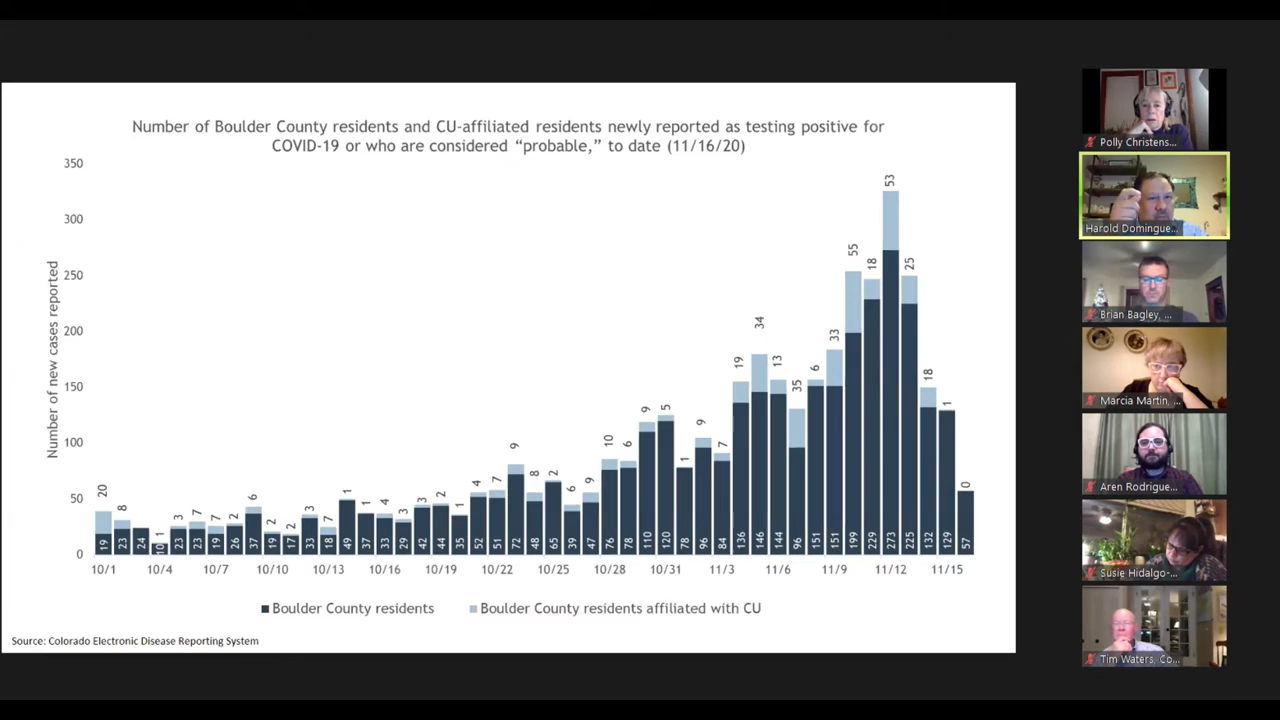 Number of Boulder County residents and CU-affiliated residents newly reported as testing positive for
COVID-19 or who are considered “probable,” to date (11/16/20)
Number of new cases reported
350
300
250
200
150
100
50
0
20 8 1 3 7 7 2 6 2 2 3 7 1 1 4 3 3 2 1 4 7 9 8 2 6 9 10 6 9 5 1 9 7 19 34 13 35 6 33 55 18 53 25 18 1 0
19 23 24 10 23 23 19 26 37 19 17 33 18 49 37 33 29 42 44 35 52 51 72 48 65 39 47 76 78 110 120 78 96 84 136 146 144 96 151 151 199 229 273 225 132 129 57
10/1 10/4 10/7 10/10 10/13 10/16 10/19 10/22 10/25 10/28 10/31 11/3 11/6 11/9 11/12 11/15
Boulder County residents Boulder County residents affiliated with CU
Source: Colorado Electronic Disease Reporting System
Polly Christens...
Harold Domingue...
Brian Bagley, ...
Marcia Martin, ...
Aren Rodrigue...
Susie Hidalgo-...
Tim Waters, Co...